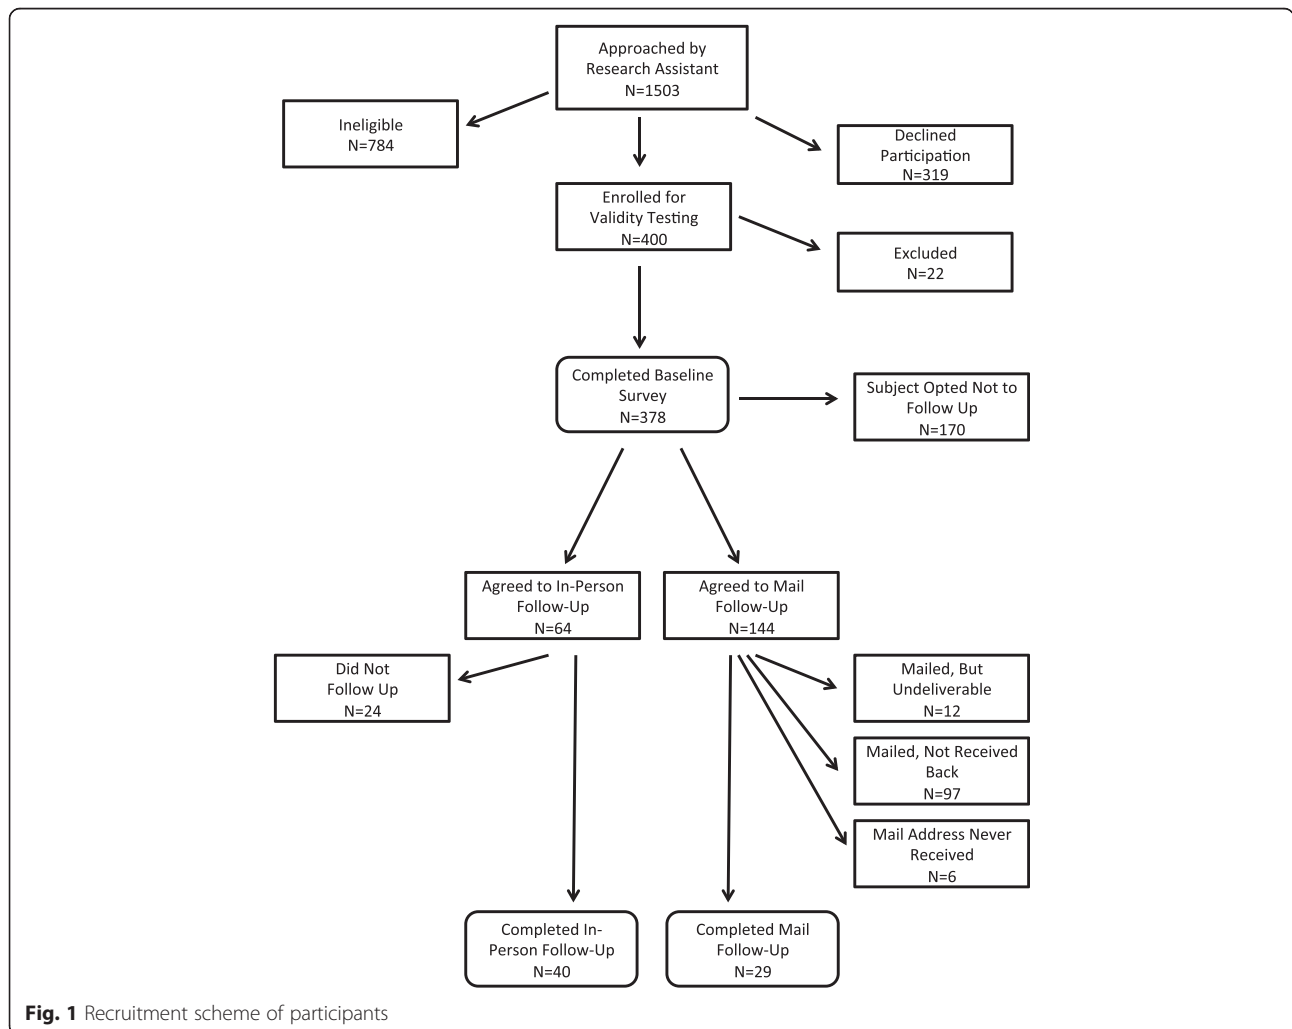 Approached by
Research Assistant
N=1503
Ineligible
N=784
Declined
Participation
N=319
Enrolled for
Validity Testing
N=400
Excluded
N=22
Completed Baseline
Survey
N=378
Subject Opted Not to
Follow Up
N=170
Agreed to In-Person
Follow-Up
N=64
Agreed to Mail
Follow-Up
N=144
Did Not
Follow Up
N=24
Mailed, But
Undeliverable
N=12
Mailed, Not Received
Back
N=97
Mail Address Never
Received
N=6
Completed In-
Person Follow-Up
N=40
Completed Mail
Follow-Up
N=29
Fig. 1 Recruitment scheme of participants